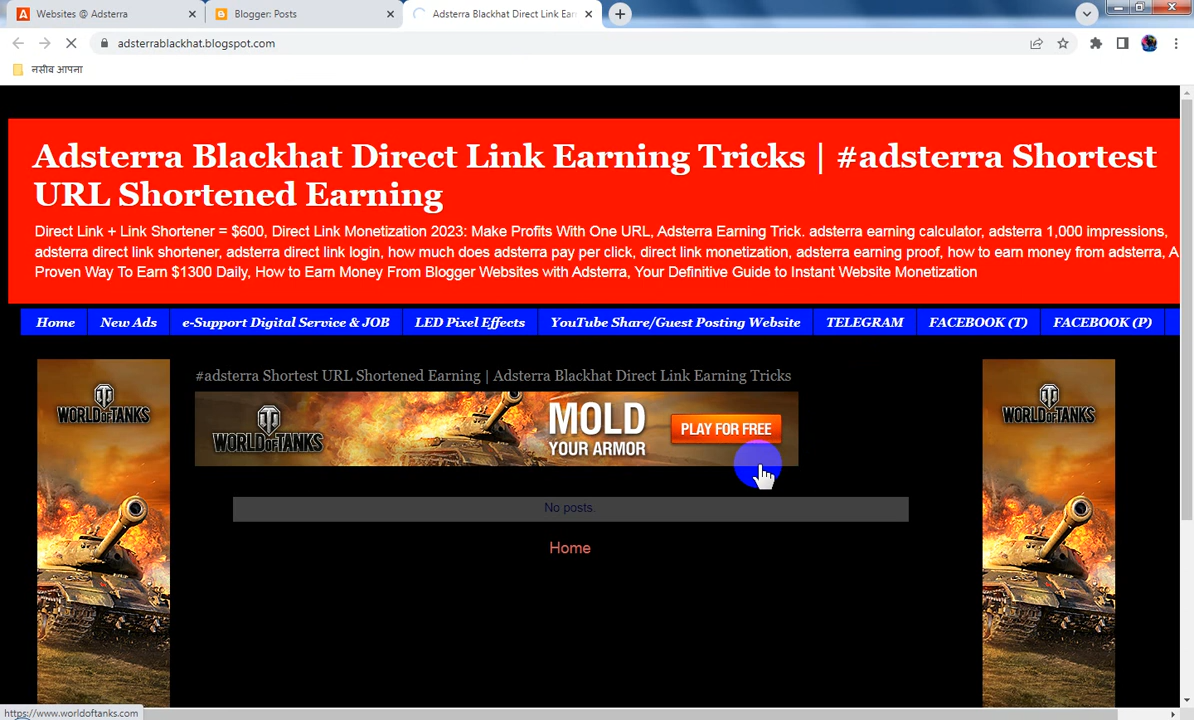 Websites @ Adsterra
Blogger: Posts
Adsterra Blackhat Direct Link Earn
adsterrablackhat.blogspot.com
नसीब आपना
Adsterra Blackhat Direct Link Earning Tricks | #adsterra Shortest
URL Shortened Earning
Direct Link + Link Shortener = $600, Direct Link Monetization 2023: Make Profits With One URL, Adsterra Earning Trick. adsterra earning calculator, adsterra 1,000 impressions,
adsterra direct link shortener, adsterra direct link login, how much does adsterra pay per click, direct link monetization, adsterra earning proof, how to earn money from adsterra, A
Proven Way To Earn $1300 Daily, How to Earn Money From Blogger Websites with Adsterra, Your Definitive Guide to Instant Website Monetization
Home New Ads e-Support Digital Service & JOB LED Pixel Effects YouTube Share/Guest Posting Website TELEGRAM FACEBOOK (T) FACEBOOK (P)
#adsterra Shortest URL Shortened Earning | Adsterra Blackhat Direct Link Earning Tricks
WORLD OF TANKS
WORLD OF TANKS
MOLD
YOUR ARMOR
PLAY FOR FREE
WORLD OF TANKS
No posts.
Home
https://www.worldoftanks.com